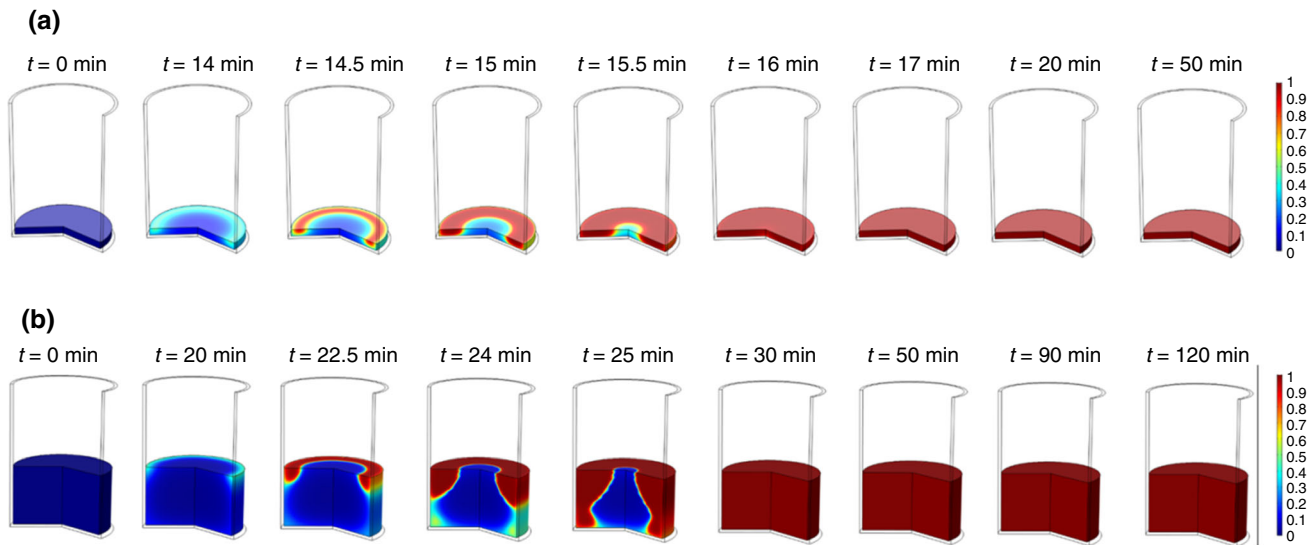 (a)
t = 0 min
t = 14 min
t = 14.5 min
t = 15 min
t = 15.5 min
t = 16 min
t = 17 min
t = 20 min
t = 50 min
1
0.9
0.8
0.7
0.6
0.5
0.4
0.3
0.2
0.1
0
(b)
t = 0 min
t = 20 min
t = 22.5 min
t = 24 min
t = 25 min
t = 30 min
t = 50 min
t = 90 min
t = 120 min
1
0.9
0.8
0.7
0.6
0.5
0.4
0.3
0.2
0.1
0